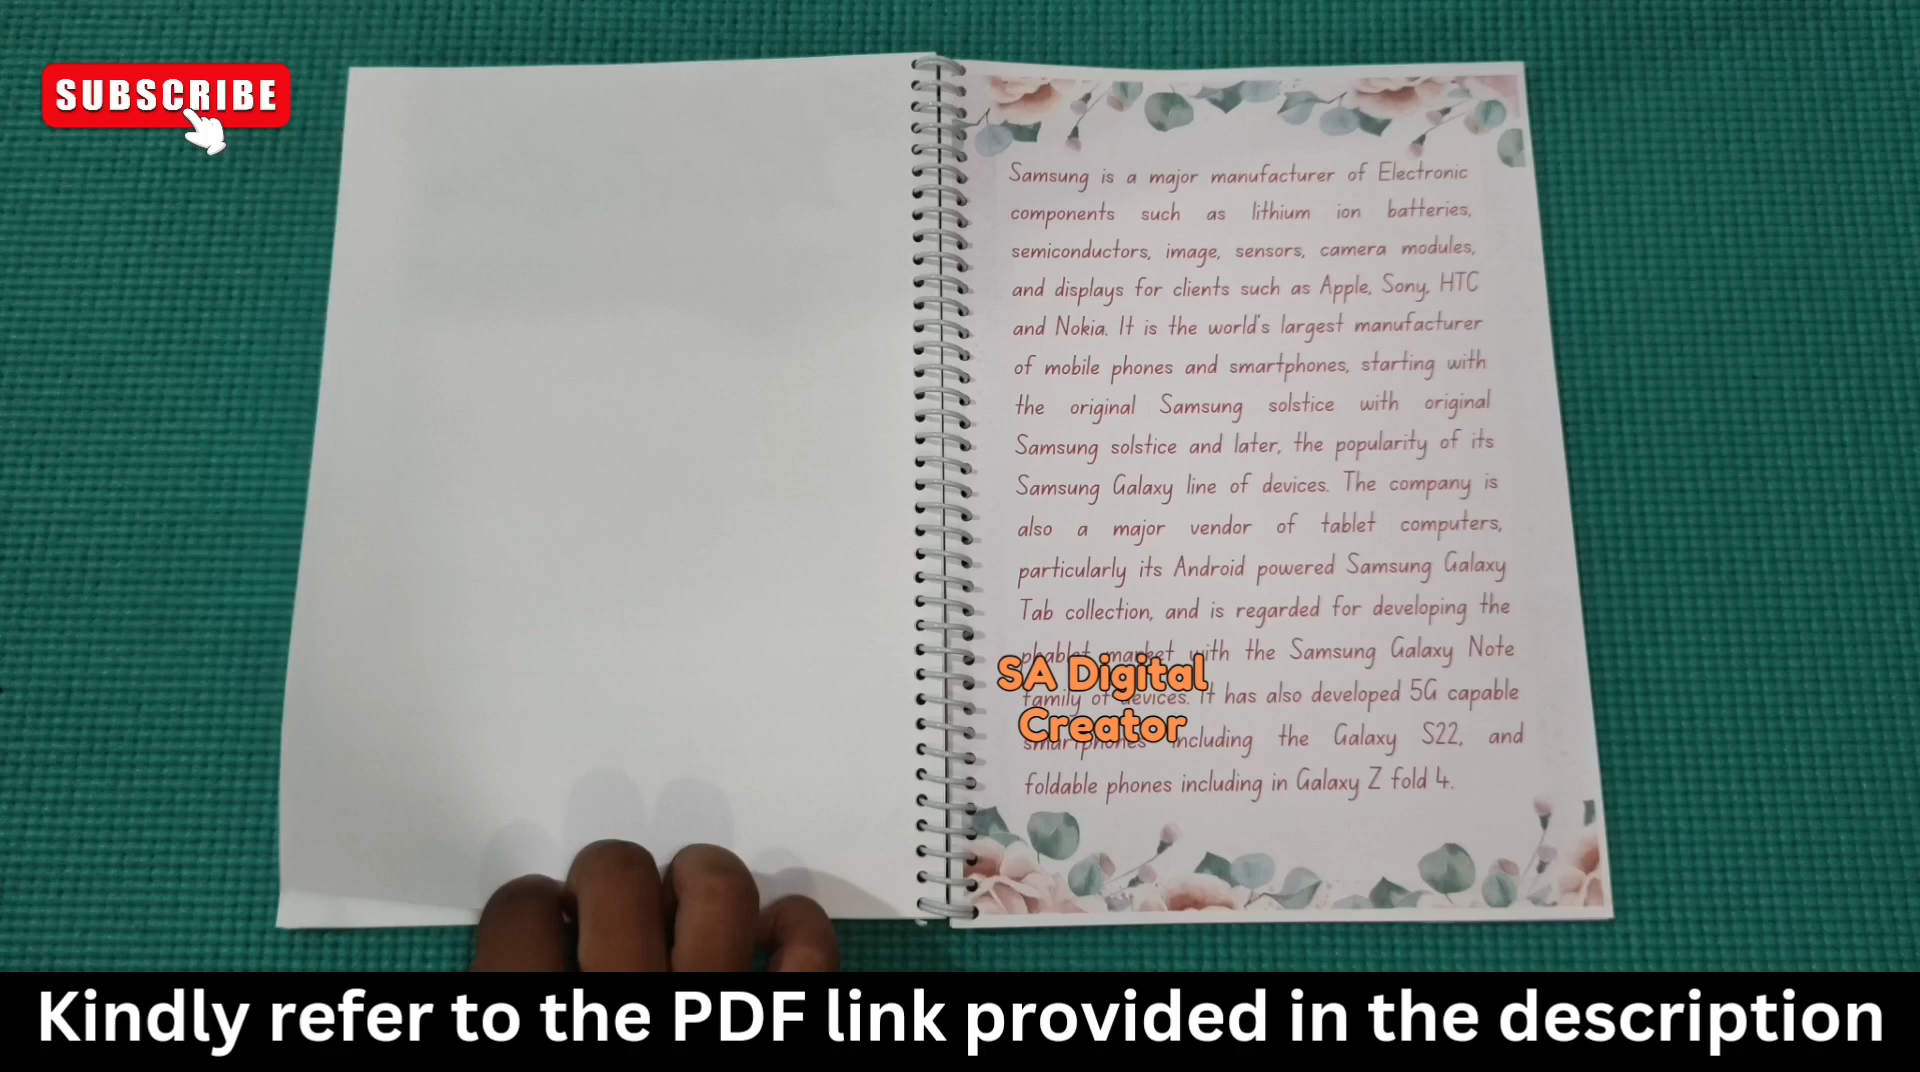 SUBSCRIBE
Samsung is a major manufacturer of Electronic
components such as lithium ion batteries,
semiconductors, image, sensors, camera modules,
and displays for clients such as Apple, Sony, HTC
and Nokia. It is the world's largest manufacturer
of mobile phones and smartphones, starting with
the original Samsung solstice with original
Samsung solstice and later, the popularity of its
Samsung Galaxy line of devices. The company is
also a major vendor of tablet computers,
particularly its Android powered Samsung Galaxy
Tab collection, and is regarded for developing the
phablet market with the Samsung Galaxy Note
family of devices. It has also developed 5G capable
smartphones including the Galaxy S22, and
foldable phones including in Galaxy Z fold 4.
SA Digital
Creator
Kindly refer to the PDF link provided in the description